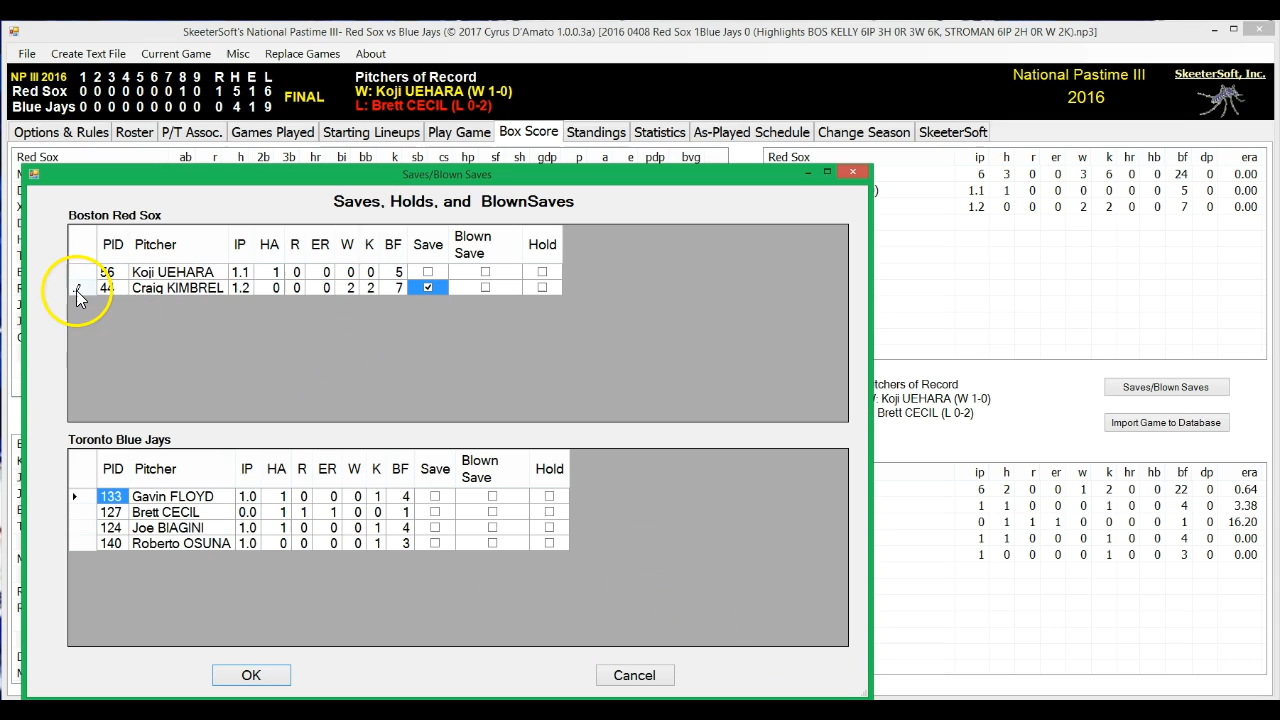 SkeeterSoft's National Pastime III- Red Sox vs Blue Jays (© 2017 Cyrus D'Amato 1.0.0.3a) [2016 0408 Red Sox 1Blue Jays 0 (Highlights BOS KELLY 6IP 3H 0R 3W 6K, STROMAN 6IP 2H 0R W 2K).np3]
File Create Text File Current Game Misc Replace Games About
NP III 2016 1 2 3 4 5 6 7 8 9 R H E L
Red Sox 0 0 0 0 0 0 0 1 0 1 5 1 6
Blue Jays 0 0 0 0 0 0 0 0 0 0 4 1 9
FINAL
Pitchers of Record
W: Koji UEHARA (W 1-0)
L: Brett CECIL (L 0-2)
National Pastime III
2016
SkeeterSoft, Inc.
Options & Rules Roster P/T Assoc. Games Played Starting Lineups Play Game Box Score Standings Statistics As-Played Schedule Change Season SkeeterSoft
Red Sox ab r h 2b 3b hr bi bb k sb cs hp sf sh gdp p a e pdp bvg
Red Sox ip h r er w k hr hb bf dp era
6 3 0 0 3 6 0 0 24 0 0.00
1.1 1 0 0 0 0 0 0 5 0 0.00
1.2 0 0 0 2 2 0 0 7 0 0.00
Saves/Blown Saves
Saves, Holds, and BlownSaves
Boston Red Sox
PID Pitcher IP HA R ER W K BF Save Blown Save Hold
56 Koji UEHARA 1.1 1 0 0 0 0 5
44 Craig KIMBREL 1.2 0 0 0 2 2 7
Toronto Blue Jays
PID Pitcher IP HA R ER W K BF Save Blown Save Hold
133 Gavin FLOYD 1.0 1 0 0 0 1 4
127 Brett CECIL 0.0 1 1 1 0 0 1
124 Joe BIAGINI 1.0 1 0 0 0 1 4
140 Roberto OSUNA 1.0 0 0 0 0 1 3
OK Cancel
tchers of Record
W: Koji UEHARA (W 1-0)
Brett CECIL (L 0-2)
Saves/Blown Saves
Import Game to Database
ip h r er w k hr hb bf dp era
6 2 0 0 1 2 0 0 22 0 0.64
1 1 0 0 0 1 0 0 4 0 3.38
0 1 1 1 0 0 0 0 1 0 16.20
1 1 0 0 0 1 0 0 4 0 0.00
1 0 0 0 0 1 0 0 3 0 0.00